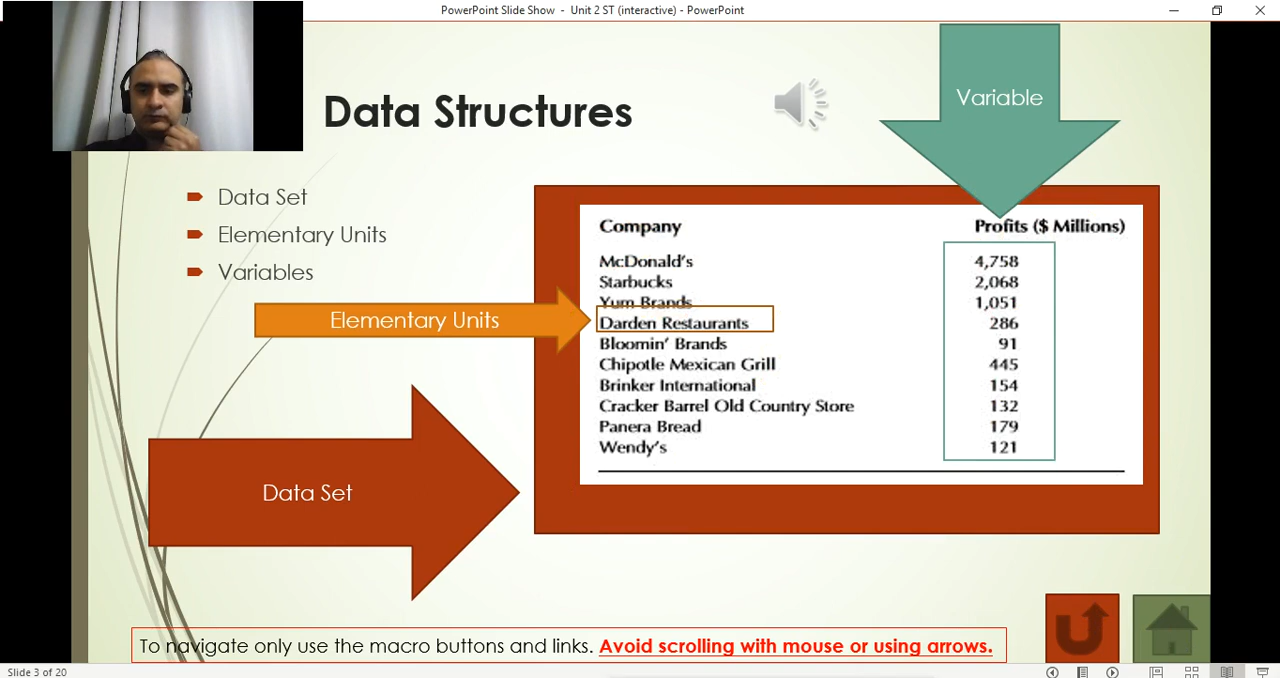 PowerPoint Slide Show - Unit 2 ST (interactive) - PowerPoint
Data Structures
Variable
Data Set
Elementary Units
Variables
Elementary Units
Data Set
Company Profits ($ Millions)
McDonald's 4,758
Starbucks 2,068
Yum Brands 1,051
Darden Restaurants 286
Bloomin' Brands 91
Chipotle Mexican Grill 445
Brinker International 154
Cracker Barrel Old Country Store 132
Panera Bread 179
Wendy's 121
To navigate only use the macro buttons and links. Avoid scrolling with mouse or using arrows.
Slide 3 of 20